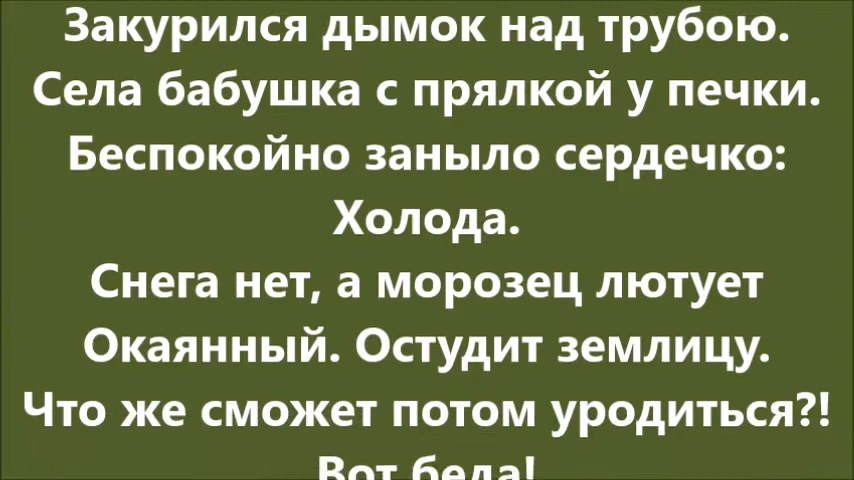 Закурился дымок над трубою.
Села бабушка с прялкой у печки.
Беспокойно заныло сердечко:
Холода.
Снега нет, а морозец лютует
Окаянный. Остудит землицу.
Что же сможет потом уродиться?!
Вот беда!